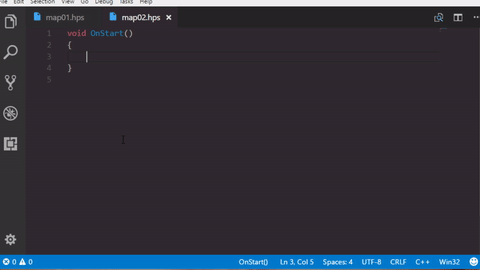 File Edit Selection View Go Debug Tasks Help
map01.hps map02.hps
1 void OnStart()
2 {
3
4 }
5
0 0 OnStart() Ln 3, Col 5 Spaces: 4 UTF-8 CRLF C++ Win32